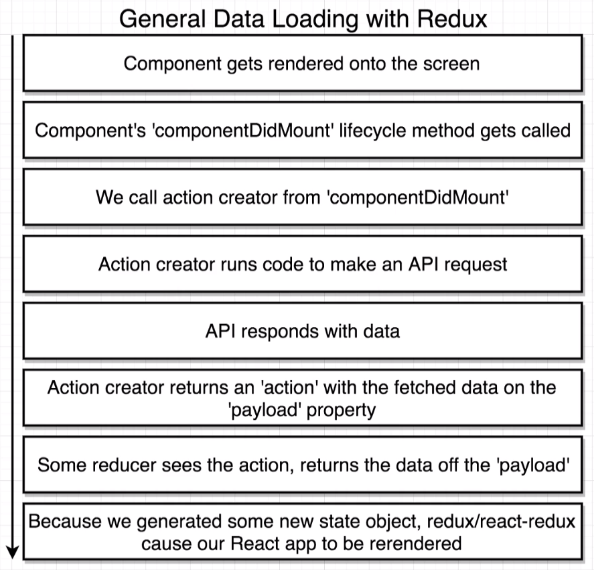 General Data Loading with Redux
Component gets rendered onto the screen
Component's 'componentDidMount' lifecycle method gets called
We call action creator from 'componentDidMount'
Action creator runs code to make an API request
API responds with data
Action creator returns an 'action' with the fetched data on the
'payload' property
Some reducer sees the action, returns the data off the 'payload'
Because we generated some new state object, redux/react-redux
cause our React app to be rerendered